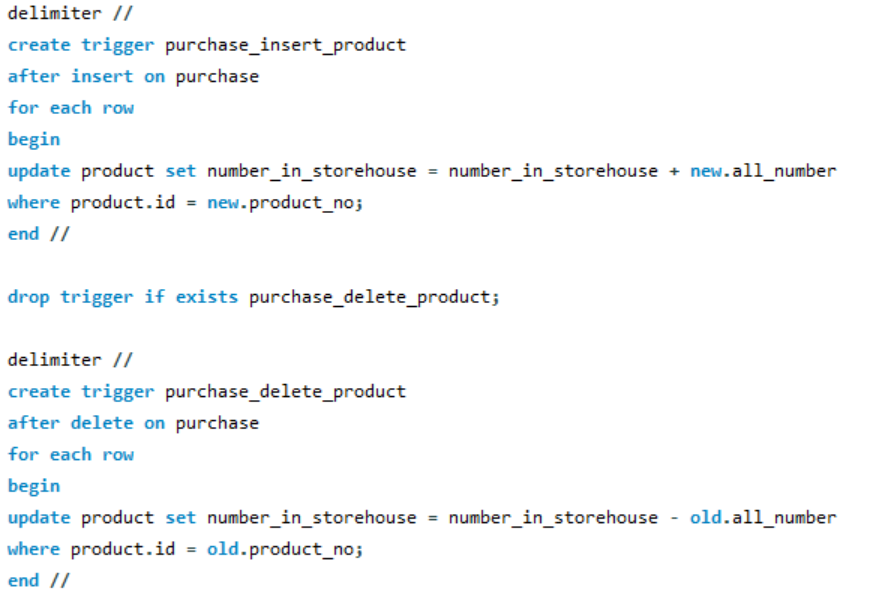 delimiter //
create trigger purchase_insert_product
after insert on purchase
for each row
begin
update product set number_in_storehouse = number_in_storehouse + new.all_number
where product.id = new.product_no;
end //
drop trigger if exists purchase_delete_product;
delimiter //
create trigger purchase_delete_product
after delete on purchase
for each row
begin
update product set number_in_storehouse = number_in_storehouse - old.all_number
where product.id = old.product_no;
end //